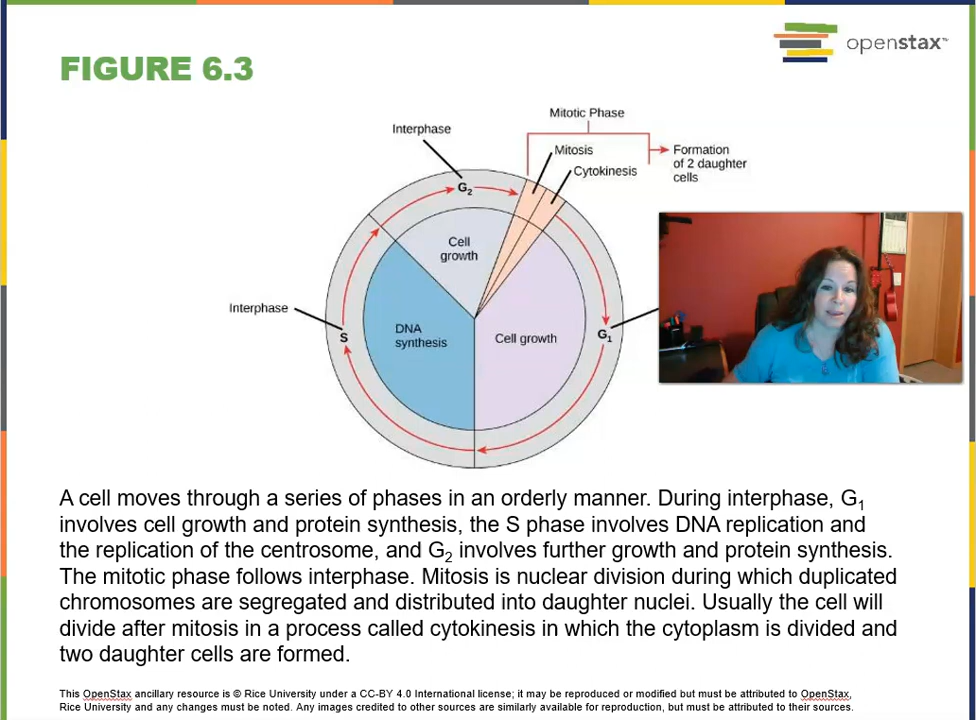 openstax™
FIGURE 6.3
Mitotic Phase
Interphase
Mitosis
Formation
of 2 daughter
cells
Cytokinesis
G₂
Cell
growth
Interphase
S
DNA
synthesis
Cell growth
G₁
A cell moves through a series of phases in an orderly manner. During interphase, G₁
involves cell growth and protein synthesis, the S phase involves DNA replication and
the replication of the centrosome, and G₂ involves further growth and protein synthesis.
The mitotic phase follows interphase. Mitosis is nuclear division during which duplicated
chromosomes are segregated and distributed into daughter nuclei. Usually the cell will
divide after mitosis in a process called cytokinesis in which the cytoplasm is divided and
two daughter cells are formed.
This OpenStax ancillary resource is © Rice University under a CC-BY 4.0 International license; it may be reproduced or modified but must be attributed to OpenStax,
Rice University and any changes must be noted. Any images credited to other sources are similarly available for reproduction, but must be attributed to their sources.